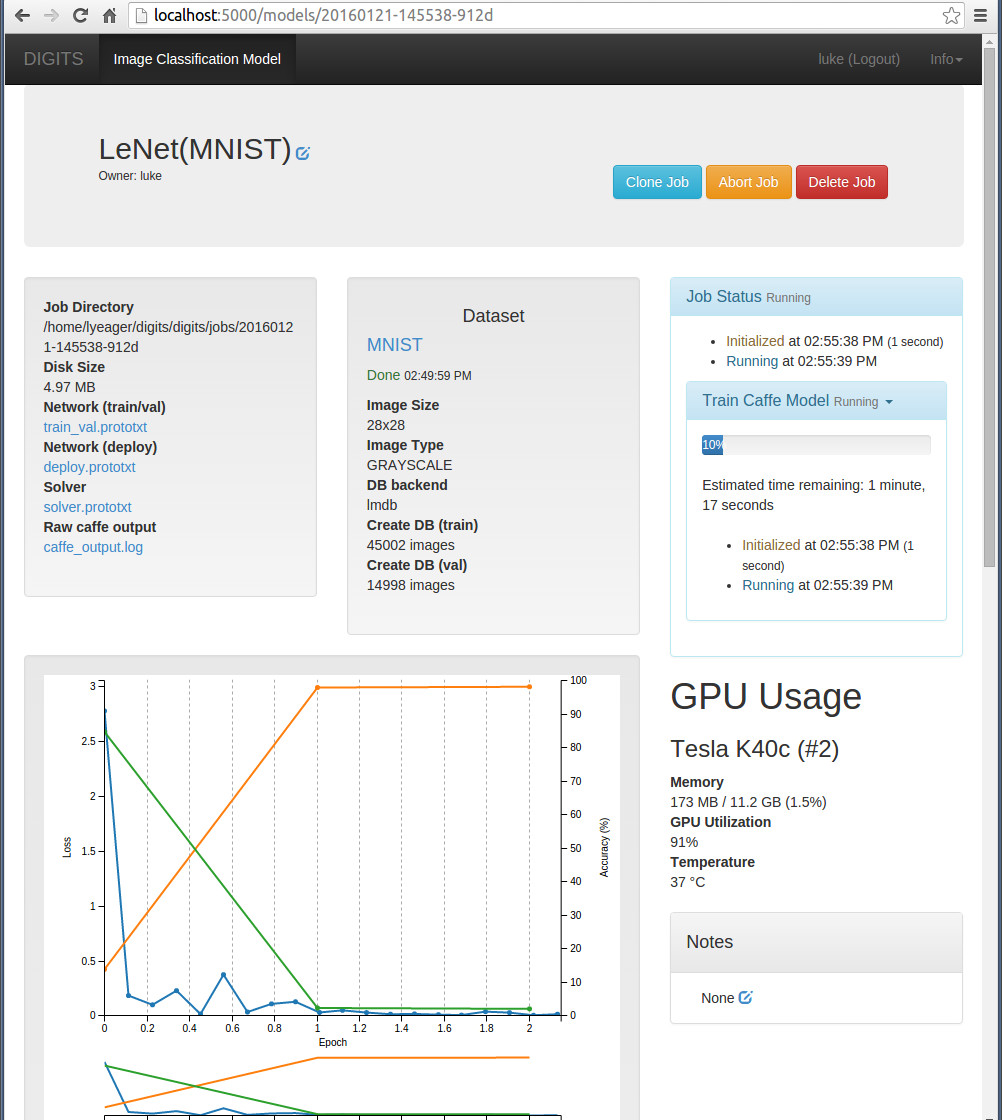 localhost:5000/models/20160121-145538-912d
DIGITS
Image Classification Model
luke (Logout)
Info
LeNet(MNIST)
Owner: luke
Clone Job
Abort Job
Delete Job
Job Directory
/home/lyeager/digits/digits/jobs/2016012
1-145538-912d
Disk Size
4.97 MB
Network (train/val)
train_val.prototxt
Network (deploy)
deploy.prototxt
Solver
solver.prototxt
Raw caffe output
caffe_output.log
Dataset
MNIST
Done 02:49:59 PM
Image Size
28x28
Image Type
GRAYSCALE
DB backend
lmdb
Create DB (train)
45002 images
Create DB (val)
14998 images
Job Status Running
Initialized at 02:55:38 PM (1 second)
Running at 02:55:39 PM
Train Caffe Model Running
10%
Estimated time remaining: 1 minute,
17 seconds
Initialized at 02:55:38 PM (1
second)
Running at 02:55:39 PM
3
2.5
2
1.5
1
0.5
0
Loss
0 0.2 0.4 0.6 0.8 1 1.2 1.4 1.6 1.8 2
Epoch
100
90
80
70
60
50
40
30
20
10
0
Accuracy (%)
GPU Usage
Tesla K40c (#2)
Memory
173 MB / 11.2 GB (1.5%)
GPU Utilization
91%
Temperature
37 °C
Notes
None